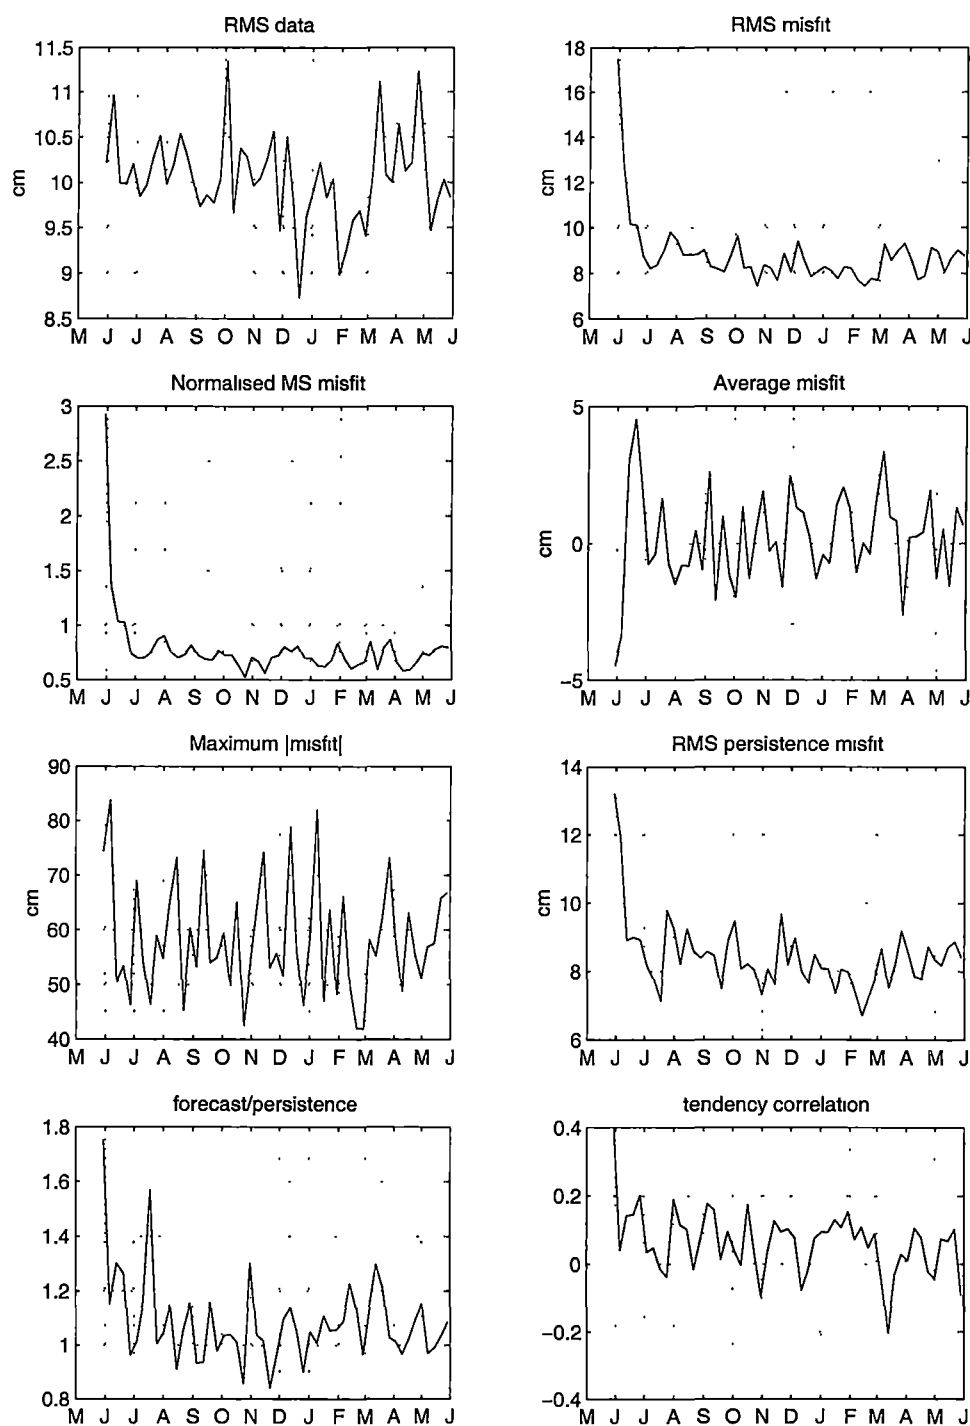 RMS data
11.5
11
10.5
10
9.5
9
8.5
cm
M J J A S O N D J F M A M J
RMS misfit
18
16
14
12
10
8
6
cm
M J J A S O N D J F M A M J
Normalised MS misfit
3
2.5
2
1.5
1
0.5
M J J A S O N D J F M A M J
Average misfit
5
0
−5
cm
M J J A S O N D J F M A M J
Maximum |misfit|
90
80
70
60
50
40
cm
M J J A S O N D J F M A M J
RMS persistence misfit
14
12
10
8
6
cm
M J J A S O N D J F M A M J
forecast/persistence
1.8
1.6
1.4
1.2
1
0.8
M J J A S O N D J F M A M J
tendency correlation
0.4
0.2
0
−0.2
−0.4
M J J A S O N D J F M A M J